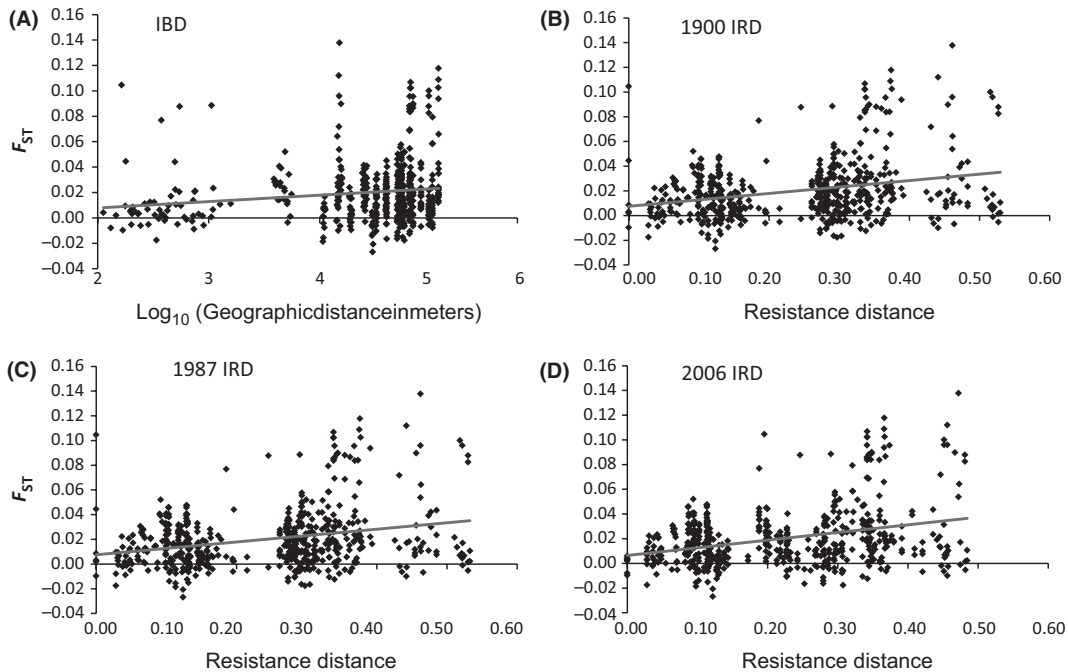 (A)
IBD
0.16
0.14
0.12
0.10
0.08
0.06
0.04
0.02
0.00
−0.02
−0.04
F_ST
2 3 4 5 6
Log10 (Geographicdistanceinmeters)
(B)
1900 IRD
0.16
0.14
0.12
0.10
0.08
0.06
0.04
0.02
0.00
−0.02
−0.04
0.00 0.10 0.20 0.30 0.40 0.50 0.60
Resistance distance
(C)
1987 IRD
0.16
0.14
0.12
0.10
0.08
0.06
0.04
0.02
0.00
−0.02
−0.04
F_ST
0.00 0.10 0.20 0.30 0.40 0.50 0.60
Resistance distance
(D)
2006 IRD
0.16
0.14
0.12
0.10
0.08
0.06
0.04
0.02
0.00
−0.02
−0.04
0.00 0.10 0.20 0.30 0.40 0.50 0.60
Resistance distance